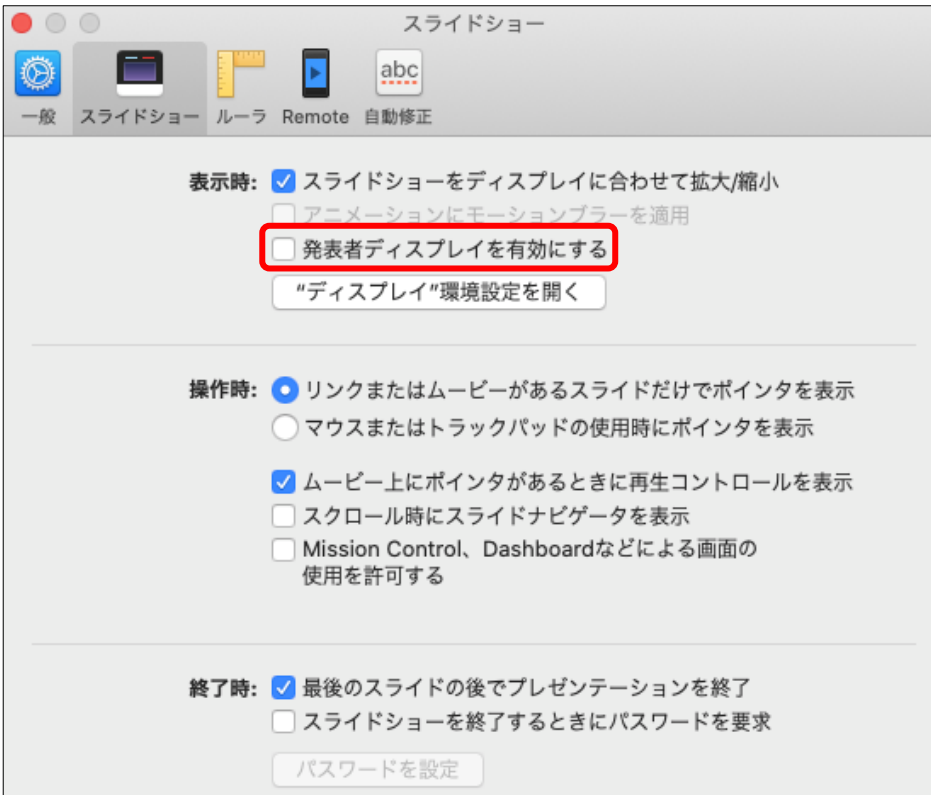 スライドショー
一般 スライドショー ルーラ Remote 自動修正
abc
表示時: スライドショーをディスプレイに合わせて拡大/縮小
アニメーションにモーションブラーを適用
発表者ディスプレイを有効にする
“ディスプレイ”環境設定を開く
操作時: リンクまたはムービーがあるスライドだけでポインタを表示
マウスまたはトラックパッドの使用時にポインタを表示
ムービー上にポインタがあるときに再生コントロールを表示
スクロール時にスライドナビゲータを表示
Mission Control、Dashboardなどによる画面の
使用を許可する
終了時: 最後のスライドの後でプレゼンテーションを終了
スライドショーを終了するときにパスワードを要求
パスワードを設定